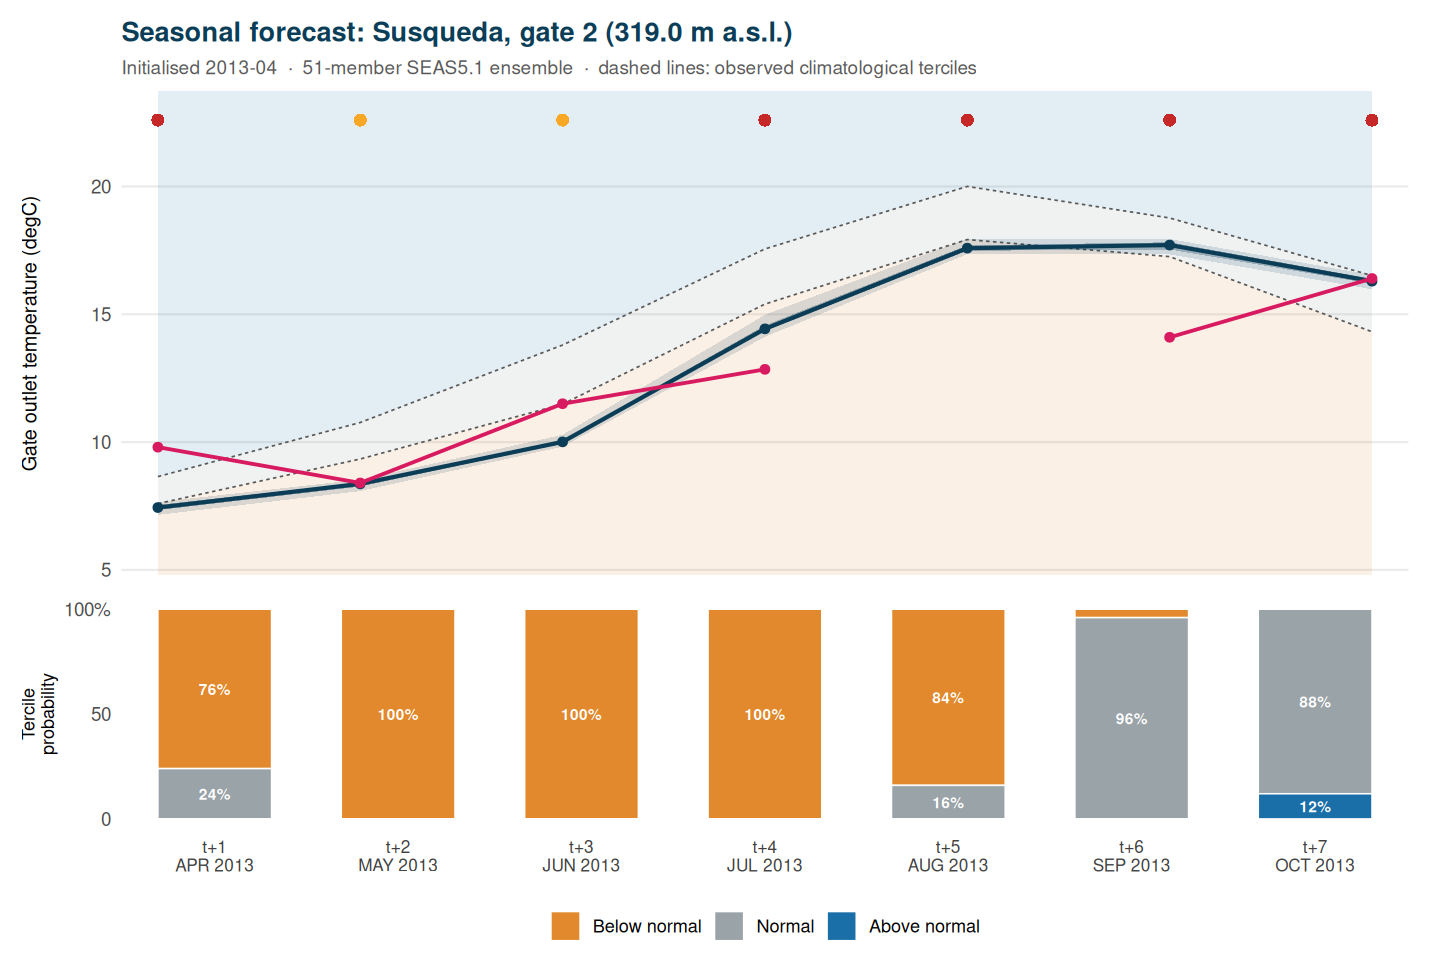 Seasonal forecast: Susqueda, gate 2 (319.0 m a.s.l.)
Initialised 2013-04 · 51-member SEAS5.1 ensemble · dashed lines: observed climatological terciles
Gate outlet temperature (degC)
20
15
10
5
Tercile
probability
100%
50
0
76%
24%
100%
100%
100%
84%
16%
96%
88%
12%
t+1
APR 2013
t+2
MAY 2013
t+3
JUN 2013
t+4
JUL 2013
t+5
AUG 2013
t+6
SEP 2013
t+7
OCT 2013
Below normal
Normal
Above normal